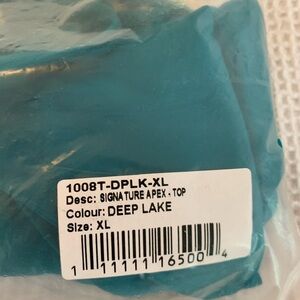 1008T-DPLK-XL
Desc: SIGNATURE APEX - TOP
Colour: DEEP LAKE
Size: XL
1 11111 16500 4